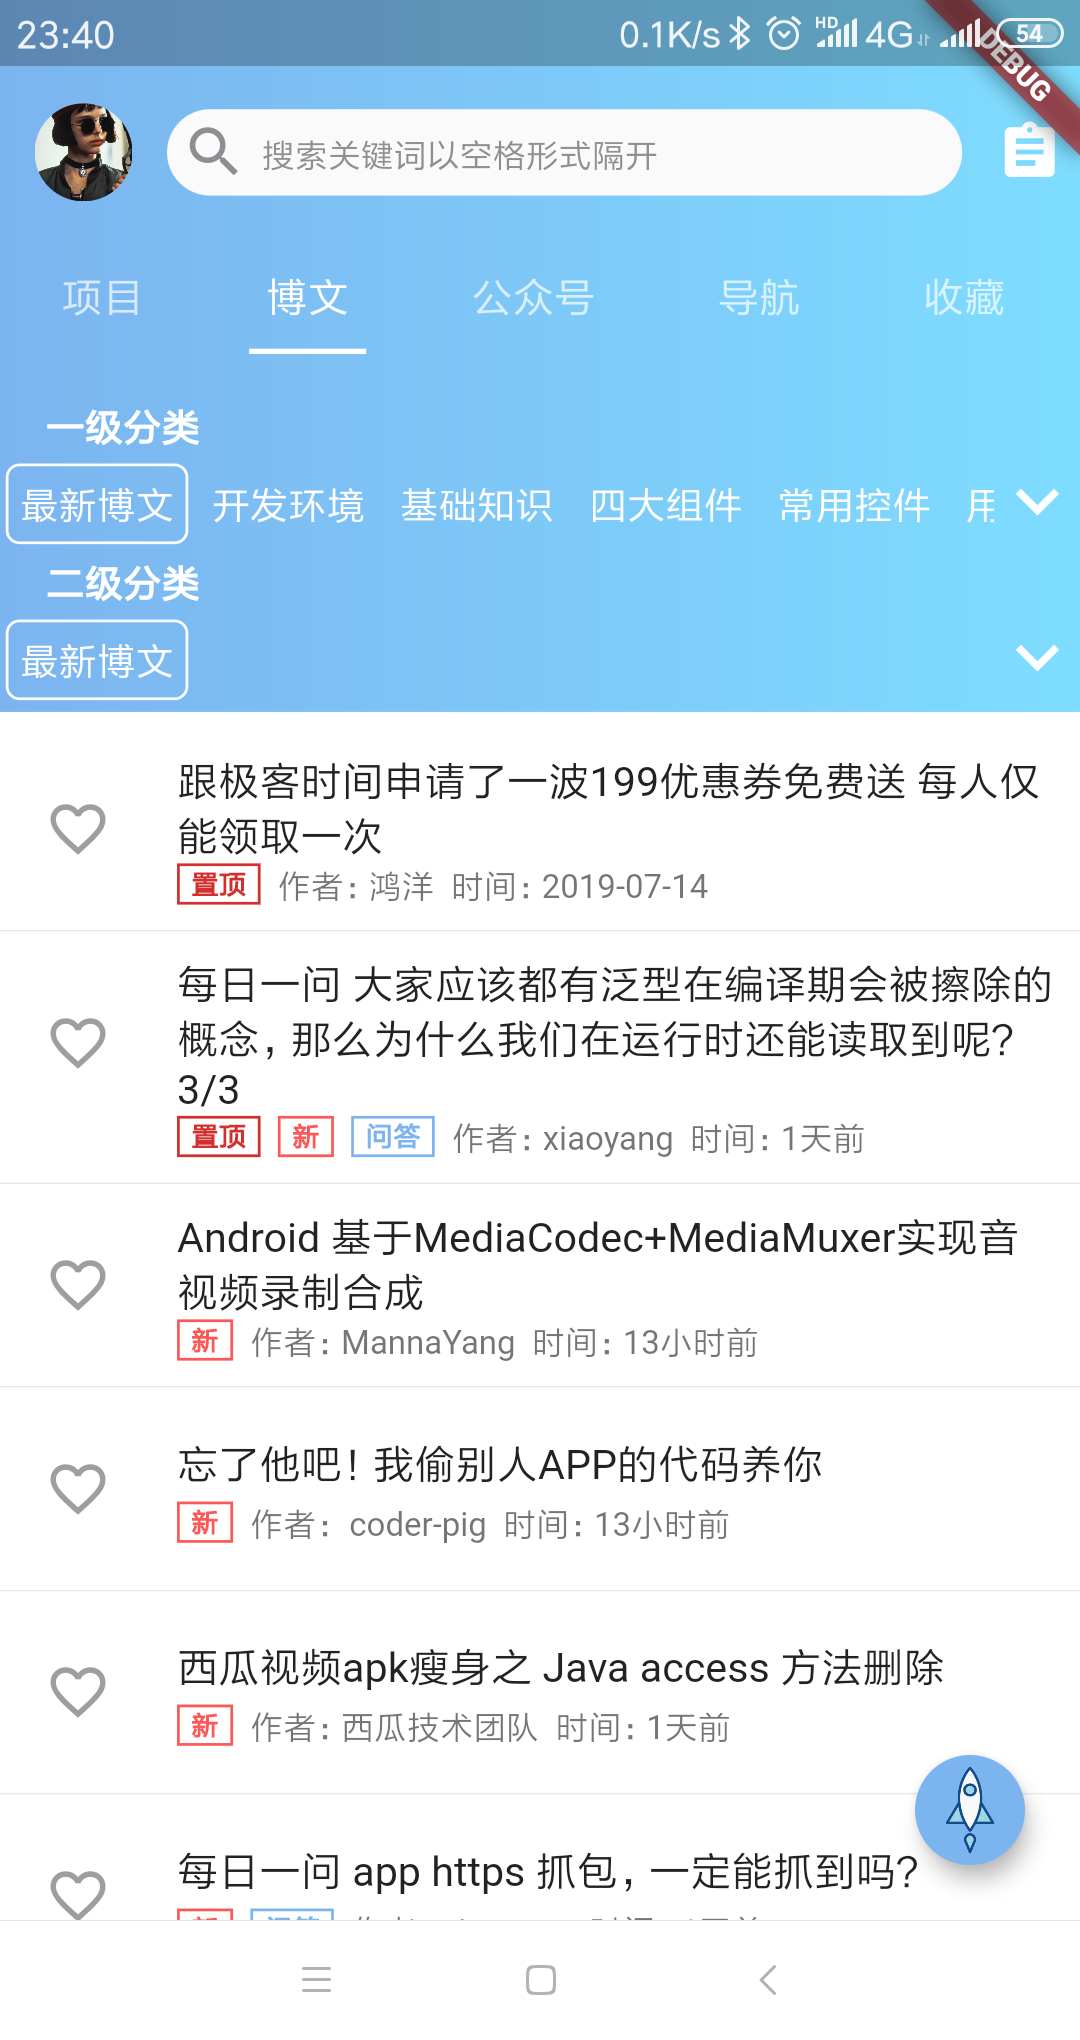 23:40 0.1K/s HD 4G 54
DEBUG
搜索关键词以空格形式隔开
项目 博文 公众号 导航 收藏
一级分类
最新博文 开发环境 基础知识 四大组件 常用控件 用
二级分类
最新博文
跟极客时间申请了一波199优惠券免费送 每人仅
能领取一次
置顶 作者：鸿洋 时间：2019-07-14
每日一问 大家应该都有泛型在编译期会被擦除的
概念，那么为什么我们在运行时还能读取到呢？
3/3
置顶 新 问答 作者：xiaoyang 时间：1天前
Android 基于MediaCodec+MediaMuxer实现音
视频录制合成
新 作者：MannaYang 时间：13小时前
忘了他吧！我偷别人APP的代码养你
新 作者： coder-pig 时间：13小时前
西瓜视频apk瘦身之 Java access 方法删除
新 作者：西瓜技术团队 时间：1天前
每日一问 app https 抓包，一定能抓到吗？